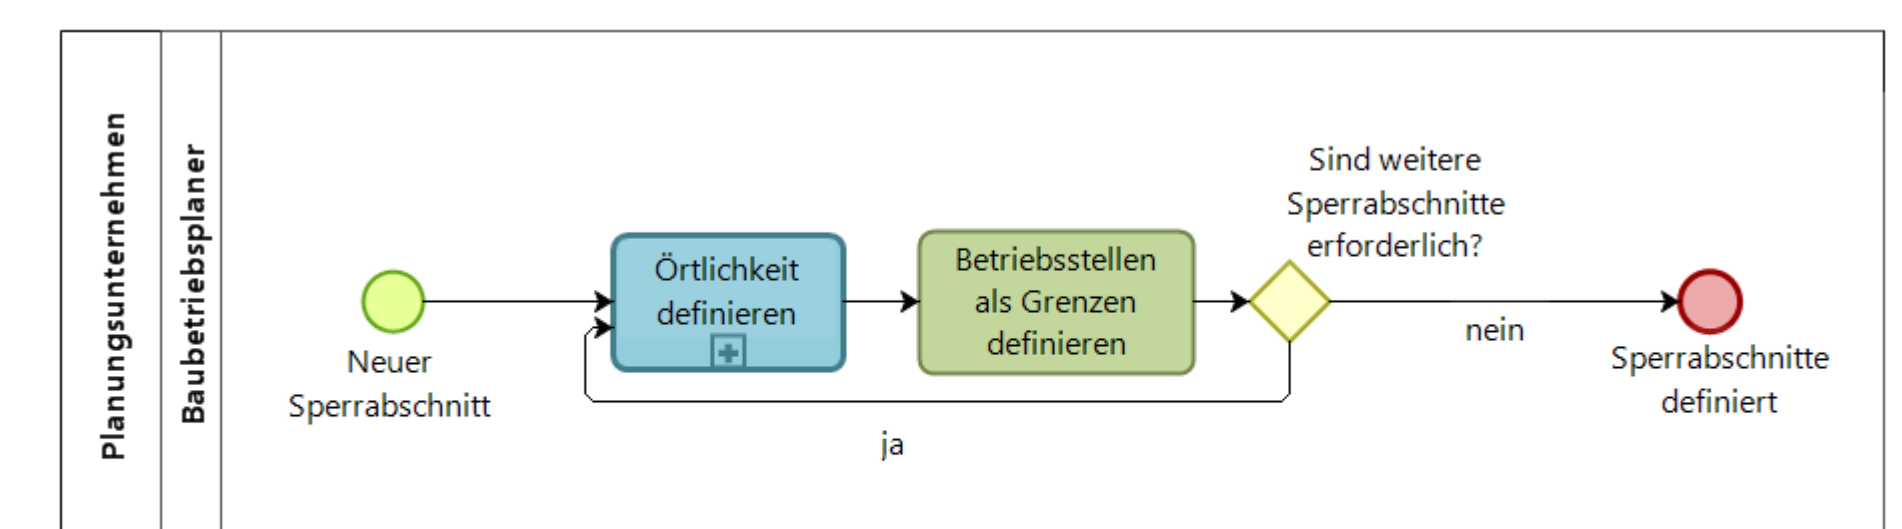 Planungsunternehmen
Baubetriebsplaner
Neuer
Sperrabschnitt
Örtlichkeit
definieren
Betriebsstellen
als Grenzen
definieren
Sind weitere
Sperrabschnitte
erforderlich?
ja
nein
Sperrabschnitte
definiert